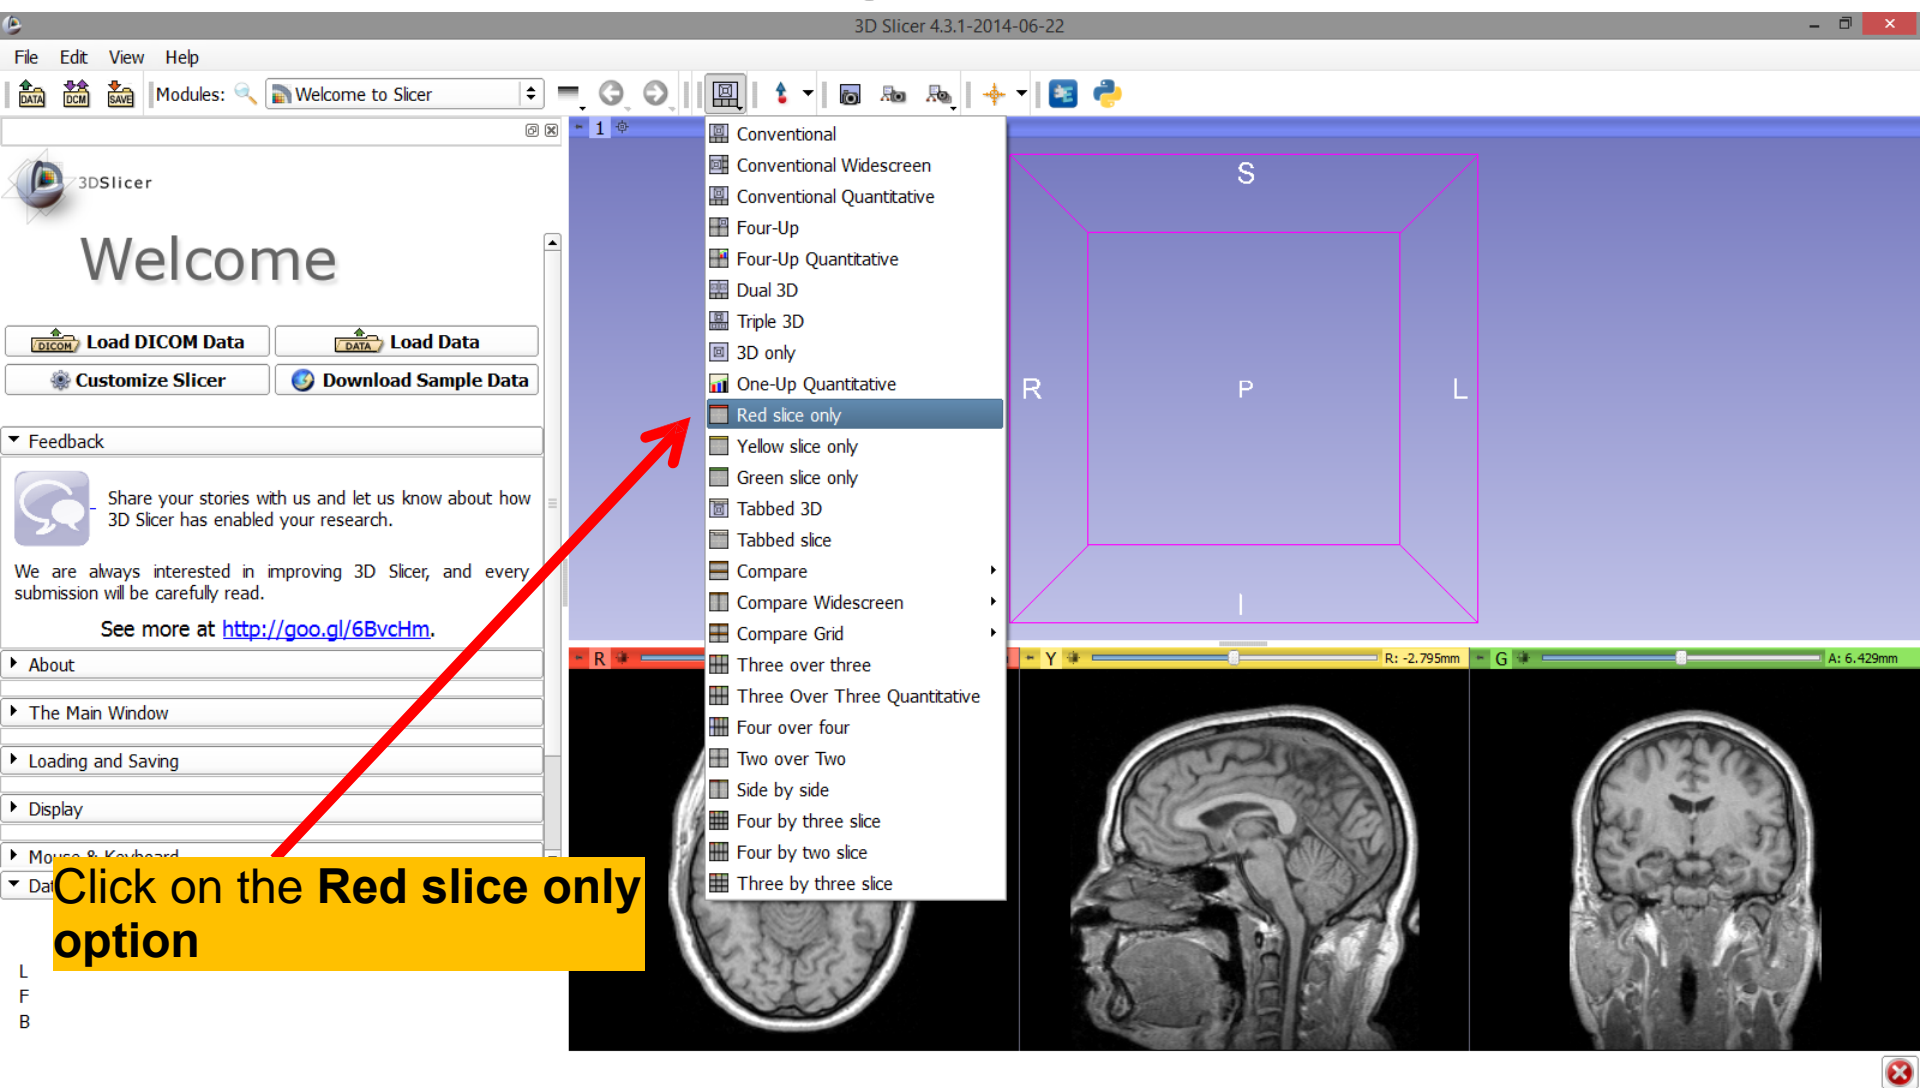 3D Slicer 4.3.1-2014-06-22
File Edit View Help
DATA DCM SAVE Modules: Welcome to Slicer
1
3DSlicer
Welcome
DICOM Load DICOM Data DATA Load Data
Customize Slicer Download Sample Data
Feedback
Share your stories with us and let us know about how
3D Slicer has enabled your research.
We are always interested in improving 3D Slicer, and every
submission will be carefully read.
See more at http://goo.gl/6BvcHm.
About
The Main Window
Loading and Saving
Display
Mouse & Keyboard
Dat
L
F
B
Click on the Red slice only
option
Conventional
Conventional Widescreen
Conventional Quantitative
Four-Up
Four-Up Quantitative
Dual 3D
Triple 3D
3D only
One-Up Quantitative
Red slice only
Yellow slice only
Green slice only
Tabbed 3D
Tabbed slice
Compare
Compare Widescreen
Compare Grid
Three over three
Three Over Three Quantitative
Four over four
Two over Two
Side by side
Four by three slice
Four by two slice
Three by three slice
S
R P L
I
R
Y R: -2.795mm
G A: 6.429mm